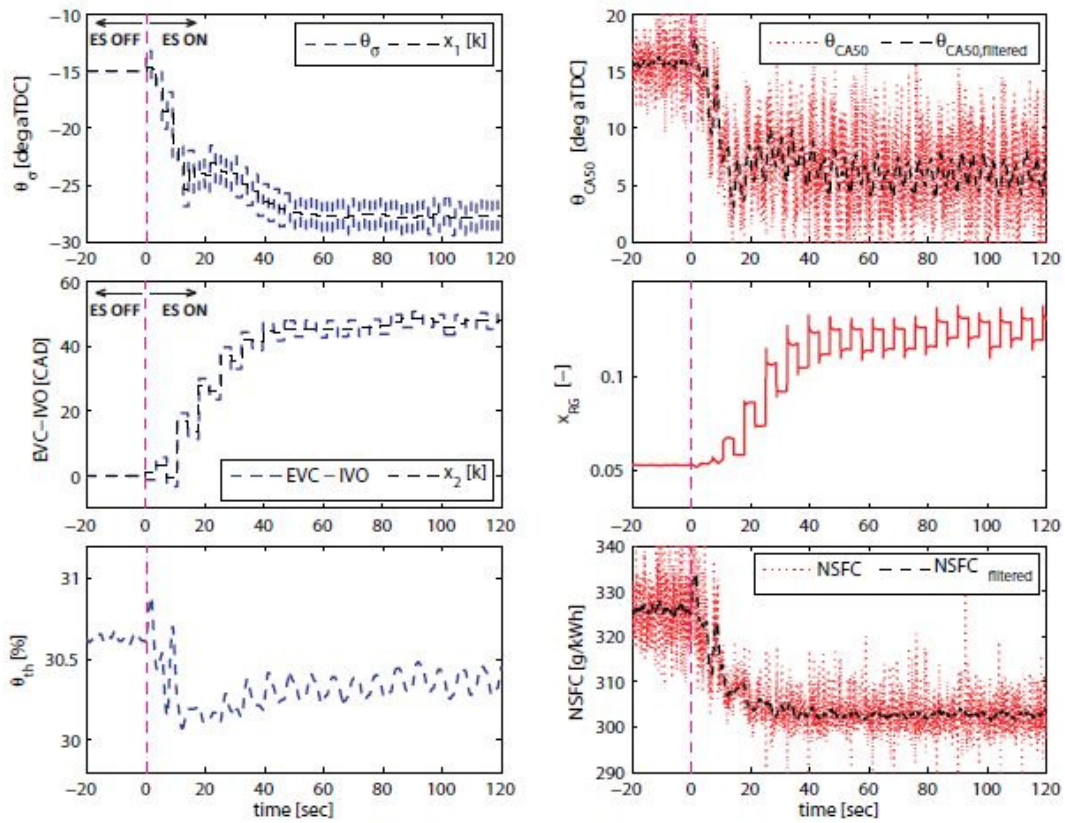 ES OFF ES ON
θσ x1 [k]
θσ [deg aTDC]
−10
−15
−20
−25
−30
−20 0 20 40 60 80 100 120
θCA50 θCA50,filtered
θCA50 [deg aTDC]
20
15
10
5
0
−20 0 20 40 60 80 100 120
ES OFF ES ON
EVC−IVO x2 [k]
EVC−IVO [CAD]
60
40
20
0
−20 0 20 40 60 80 100 120
xRG [−]
0.1
0.05
−20 0 20 40 60 80 100 120
θth [%]
31
30.5
30
−20 0 20 40 60 80 100 120
time [sec]
NSFC NSFC filtered
NSFC [g/kWh]
340
330
320
310
300
290
−20 0 20 40 60 80 100 120
time [sec]